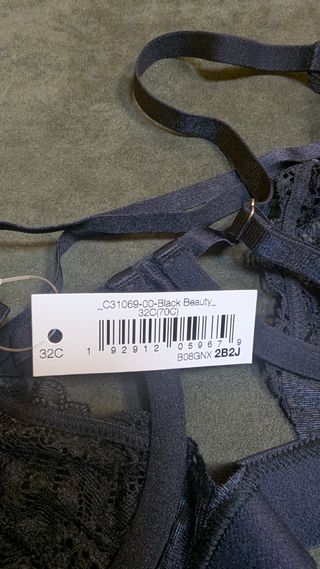 _C31069-00-Black Beauty_
32C(70C)
32C
1 92912 05967 9
B08GNX 2B2J